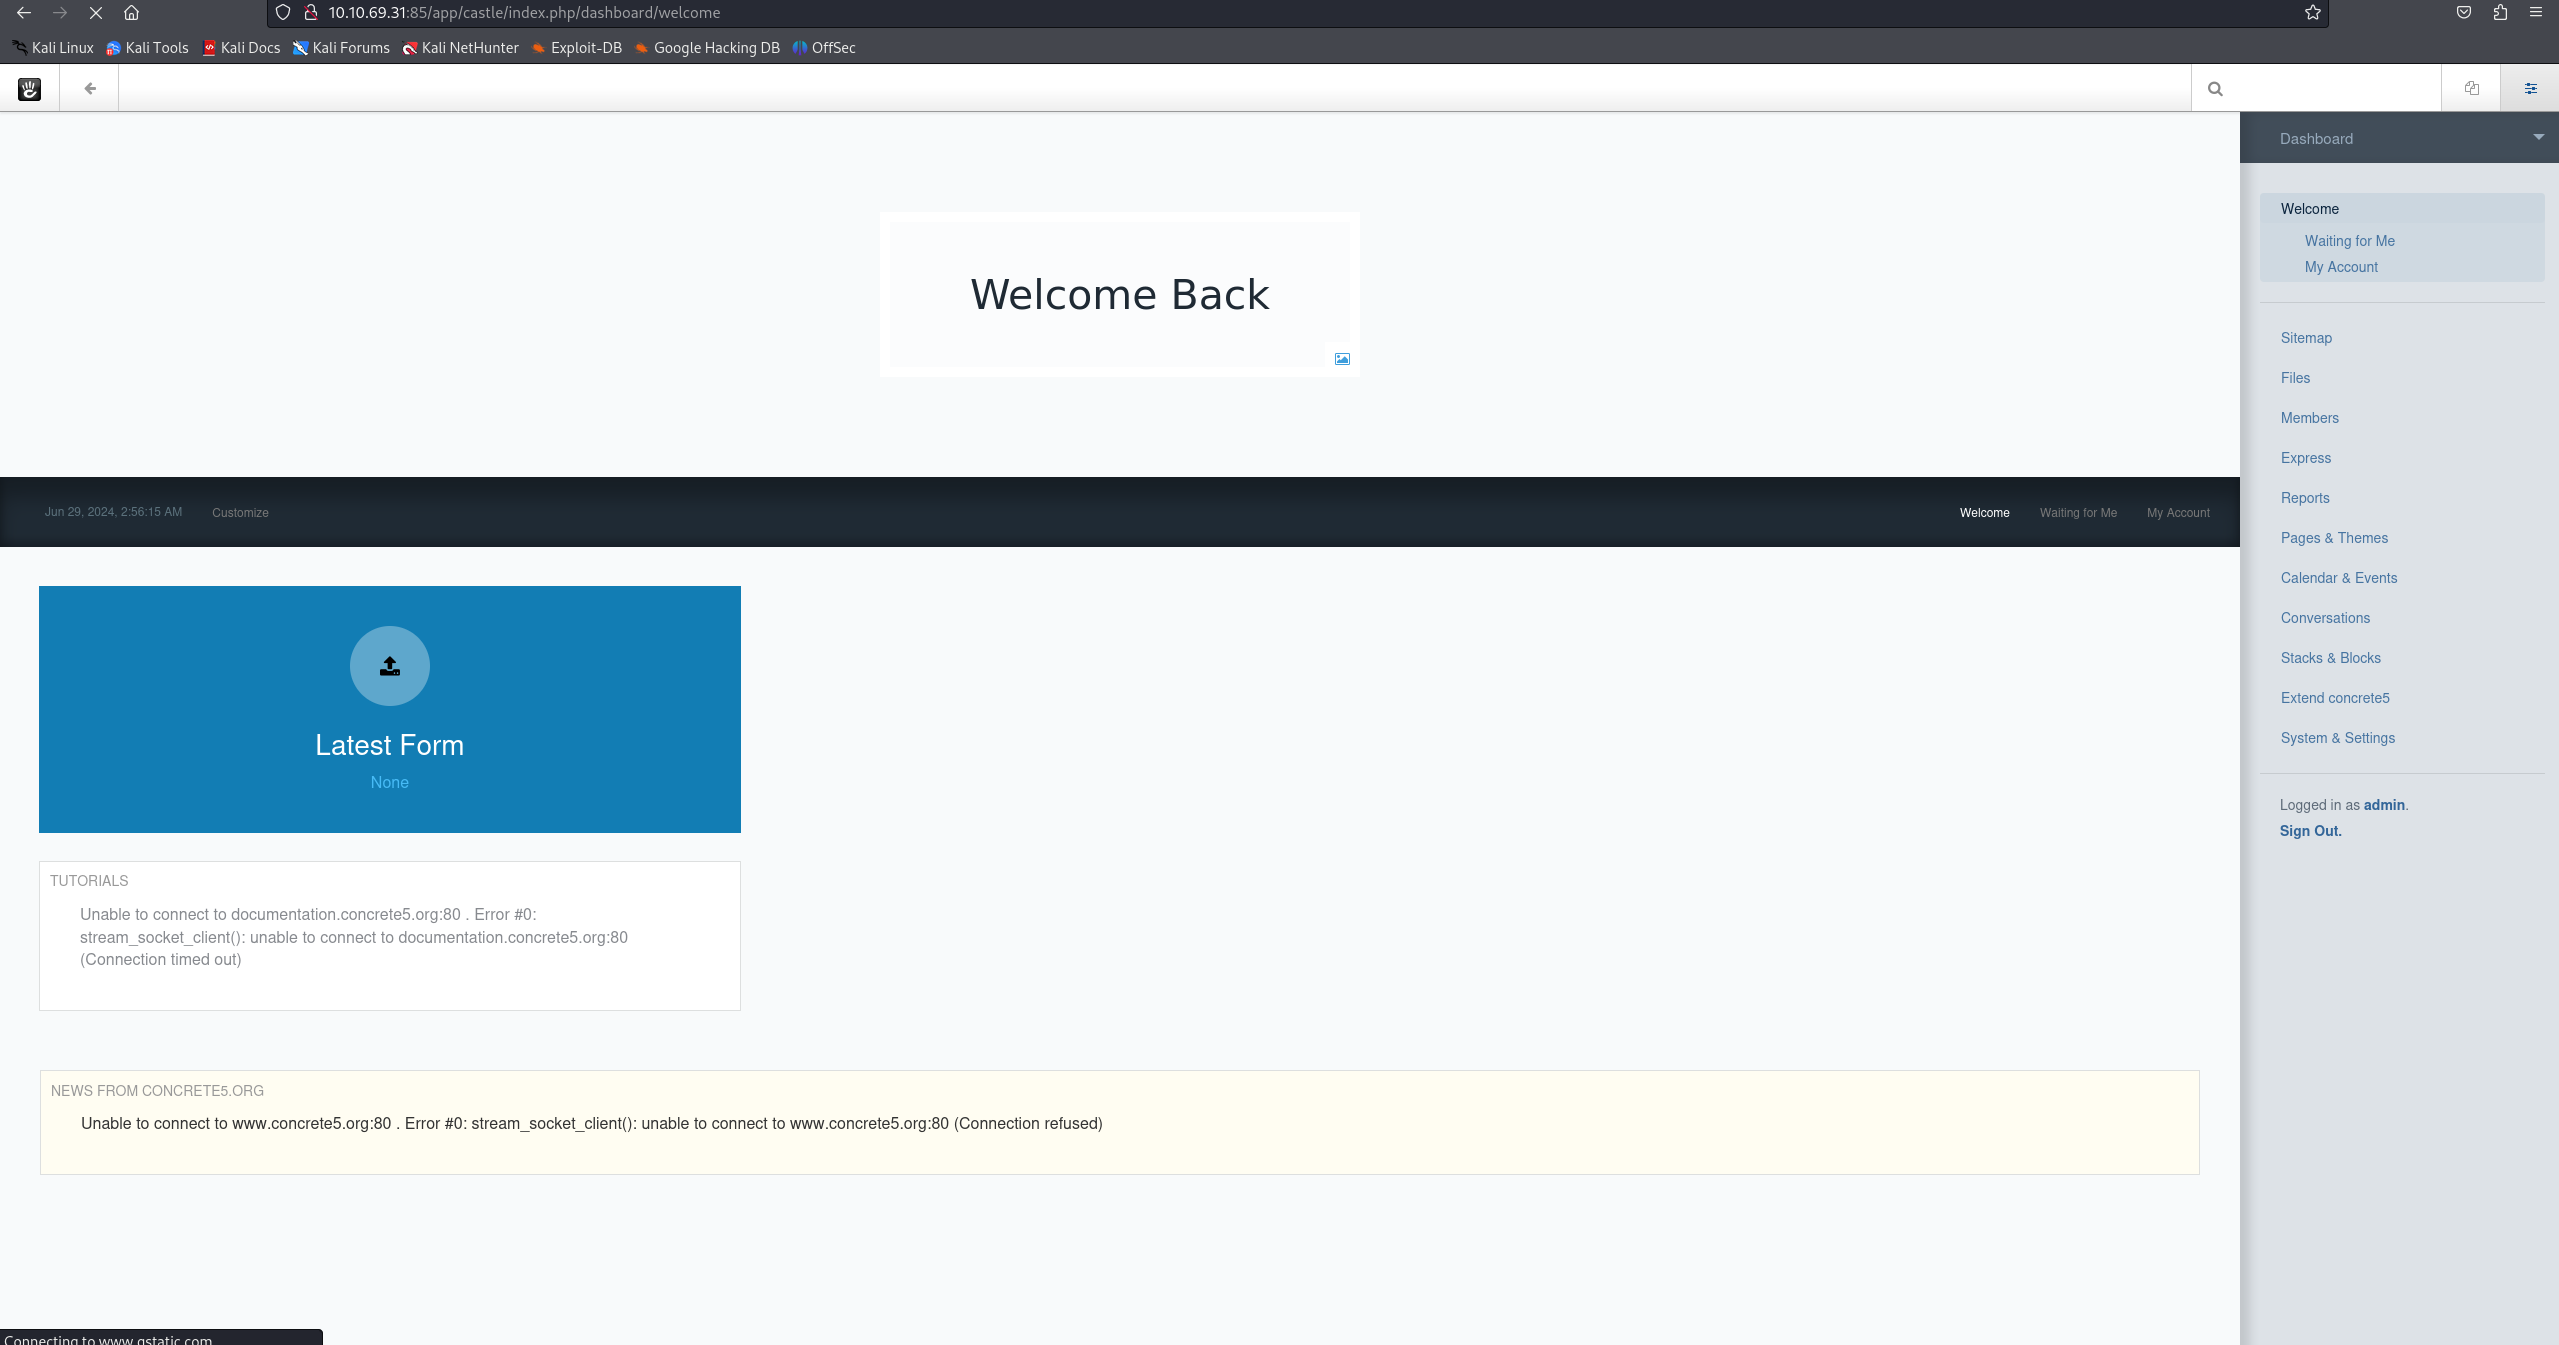 10.10.69.31:85/app/castle/index.php/dashboard/welcome
Kali Linux Kali Tools Kali Docs Kali Forums Kali NetHunter Exploit-DB Google Hacking DB OffSec
Dashboard
Welcome
Waiting for Me
My Account
Sitemap
Files
Members
Express
Reports
Pages & Themes
Calendar & Events
Conversations
Stacks & Blocks
Extend concrete5
System & Settings
Logged in as admin.
Sign Out.
Welcome Back
Jun 29, 2024, 2:56:15 AM Customize Welcome Waiting for Me My Account
Latest Form
None
TUTORIALS
Unable to connect to documentation.concrete5.org:80 . Error #0:
stream_socket_client(): unable to connect to documentation.concrete5.org:80
(Connection timed out)
NEWS FROM CONCRETE5.ORG
Unable to connect to www.concrete5.org:80 . Error #0: stream_socket_client(): unable to connect to www.concrete5.org:80 (Connection refused)
Connecting to www.gstatic.com